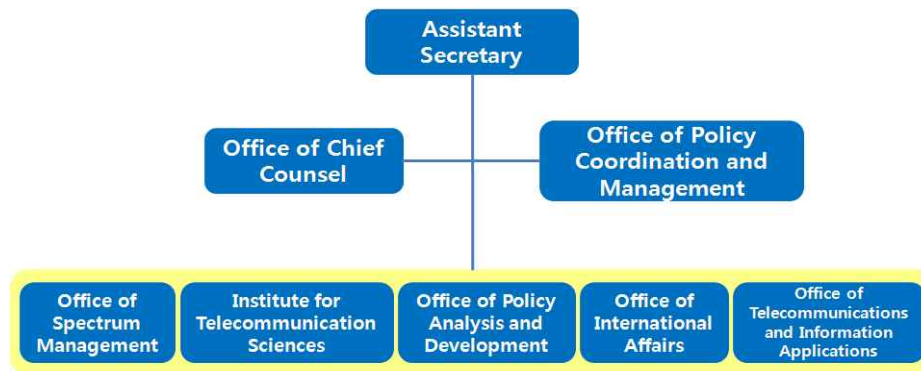 Assistant
Secretary
Office of Chief
Counsel
Office of Policy
Coordination and
Management
Office of
Spectrum
Management
Institute for
Telecommunication
Sciences
Office of Policy
Analysis and
Development
Office of
International
Affairs
Office of
Telecommunications
and Information
Applications